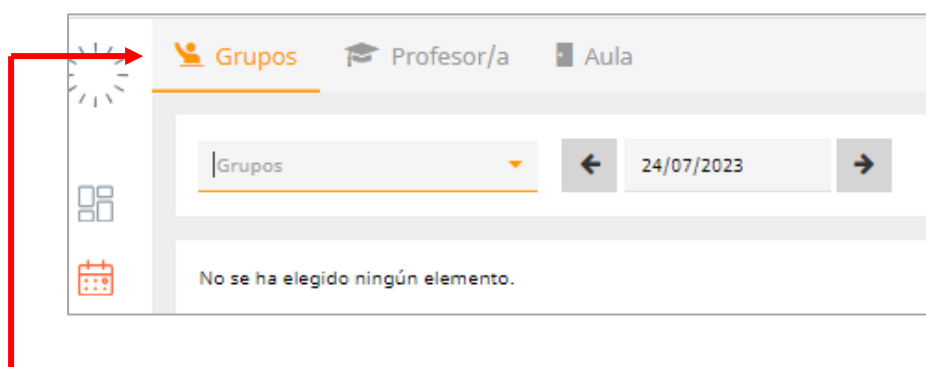 Grupos Profesor/a Aula
Grupos 24/07/2023
No se ha elegido ningún elemento.